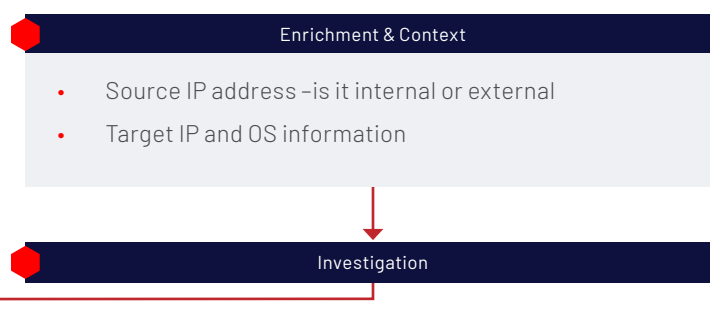 Enrichment & Context
• Source IP address –is it internal or external
• Target IP and OS information
Investigation